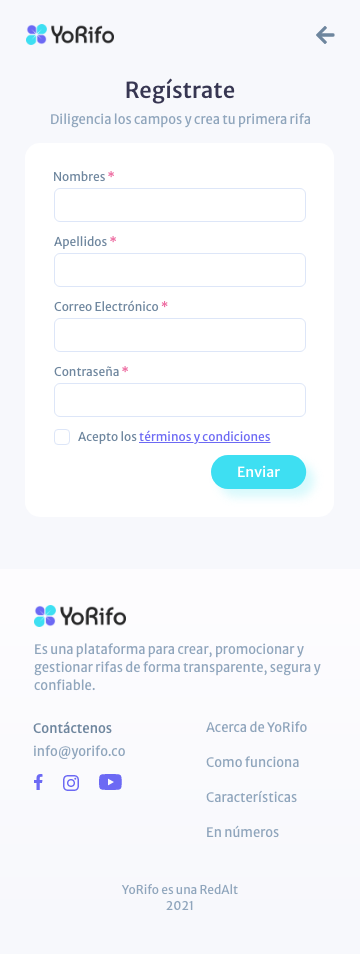 YoRifo
Regístrate
Diligencia los campos y crea tu primera rifa
Nombres *
Apellidos *
Correo Electrónico *
Contraseña *
Acepto los términos y condiciones
Enviar
YoRifo
Es una plataforma para crear, promocionar y
gestionar rifas de forma transparente, segura y
confiable.
Contáctenos
info@yorifo.co
Acerca de YoRifo
Como funciona
Características
En números
YoRifo es una RedAlt
2021